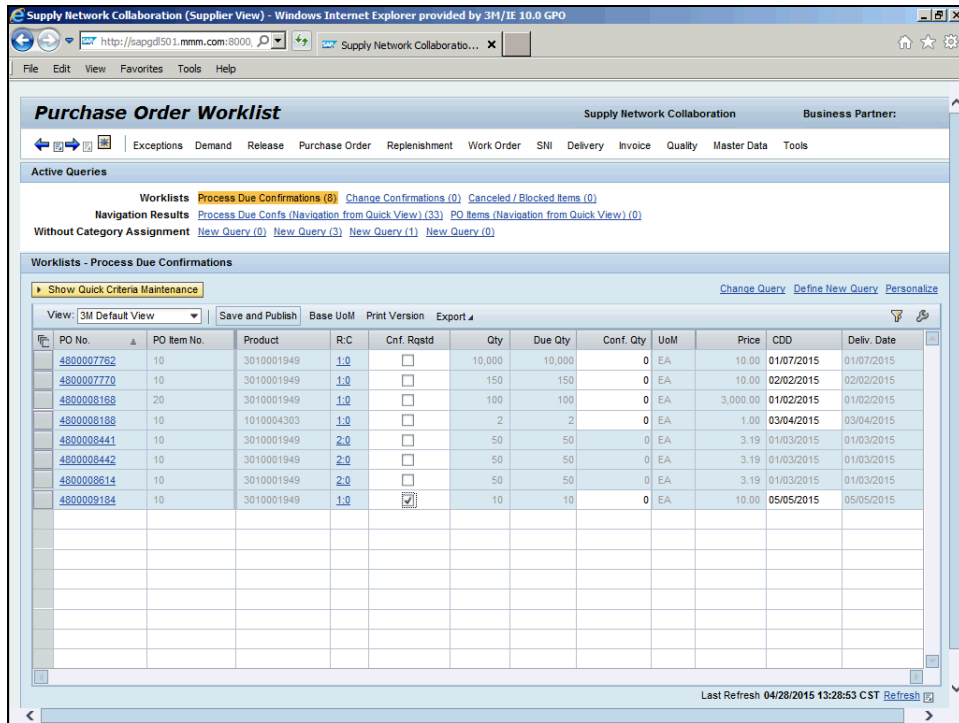 Supply Network Collaboration (Supplier View) - Windows Internet Explorer provided by 3M/IE 10.0 GPO
http://sapgdl501.mmm.com:8000, Supply Network Collaboratio... X
File Edit View Favorites Tools Help
Purchase Order Worklist Supply Network Collaboration Business Partner:
Exceptions Demand Release Purchase Order Replenishment Work Order SNI Delivery Invoice Quality Master Data Tools
Active Queries
Worklists Process Due Confirmations (8) Change Confirmations (0) Canceled / Blocked Items (0)
Navigation Results Process Due Confs (Navigation from Quick View) (33) PO Items (Navigation from Quick View) (0)
Without Category Assignment New Query (0) New Query (3) New Query (1) New Query (0)
Worklists - Process Due Confirmations
Show Quick Criteria Maintenance Change Query Define New Query Personalize
View: 3M Default View Save and Publish Base UoM Print Version Export
PO No. PO Item No. Product R:C Cnf. Rqstd Qty Due Qty Conf. Qty UoM Price CDD Deliv. Date
4800007762 10 3010001949 1:0 10,000 10,000 0 EA 10.00 01/07/2015 01/07/2015
4800007770 10 3010001949 1:0 150 150 0 EA 10.00 02/02/2015 02/02/2015
4800008168 20 3010001949 1:0 100 100 0 EA 3,000.00 01/02/2015 01/02/2015
4800008188 10 1010004303 1:0 2 2 0 EA 1.00 03/04/2015 03/04/2015
4800008441 10 3010001949 2:0 50 50 0 EA 3.19 01/03/2015 01/03/2015
4800008442 10 3010001949 2:0 50 50 0 EA 3.19 01/03/2015 01/03/2015
4800008614 10 3010001949 2:0 50 50 0 EA 3.19 01/03/2015 01/03/2015
4800009184 10 3010001949 1:0 10 10 0 EA 10.00 05/05/2015 05/05/2015
Last Refresh 04/28/2015 13:28:53 CST Refresh